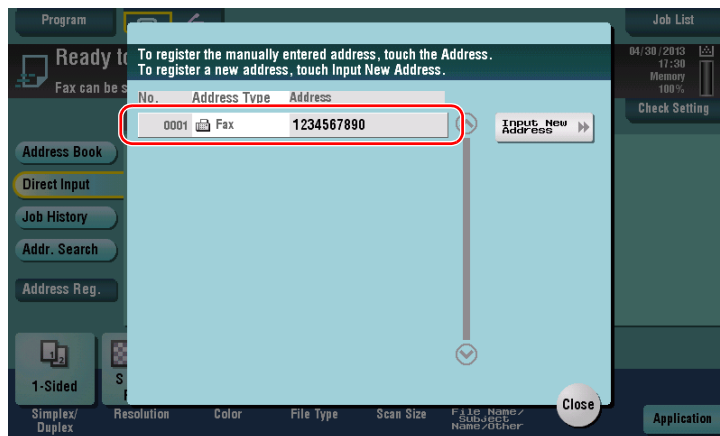 Program
Job List
Ready to
Fax can be s
04/30/2013
17:30
Memory
100%
Check Setting
To register the manually entered address, touch the Address.
To register a new address, touch Input New Address.
No. Address Type Address
0001 Fax 1234567890
Input New
Address
Address Book
Direct Input
Job History
Addr. Search
Address Reg.
1-Sided
S
Simplex/
Duplex
Resolution
Color
File Type
Scan Size
File Name/
Subject
Name/Other
Close
Application